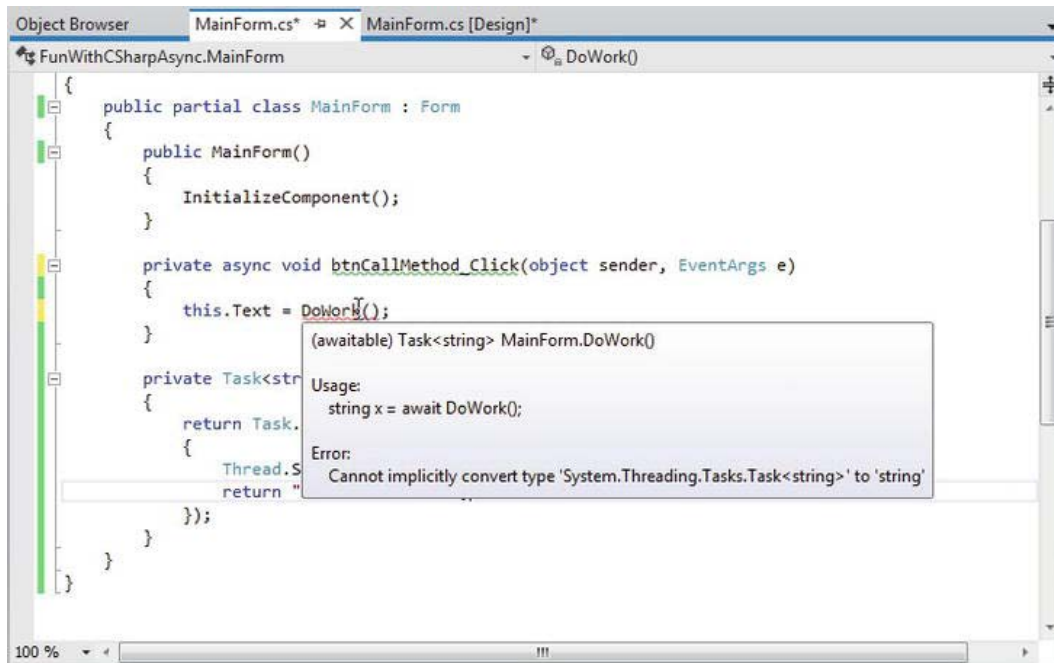 Object Browser
MainForm.cs*
MainForm.cs [Design]*
FunWithCSharpAsync.MainForm
DoWork()
{
public partial class MainForm : Form
{
public MainForm()
{
InitializeComponent();
}
private async void btnCallMethod_Click(object sender, EventArgs e)
{
this.Text = DoWork();
}
(awaitable) Task<string> MainForm.DoWork()
Usage:
string x = await DoWork();
Error:
Cannot implicitly convert type 'System.Threading.Tasks.Task<string>' to 'string'
private Task<str
{
return Task.
{
Thread.S
return "
});
}
}
}
100 %